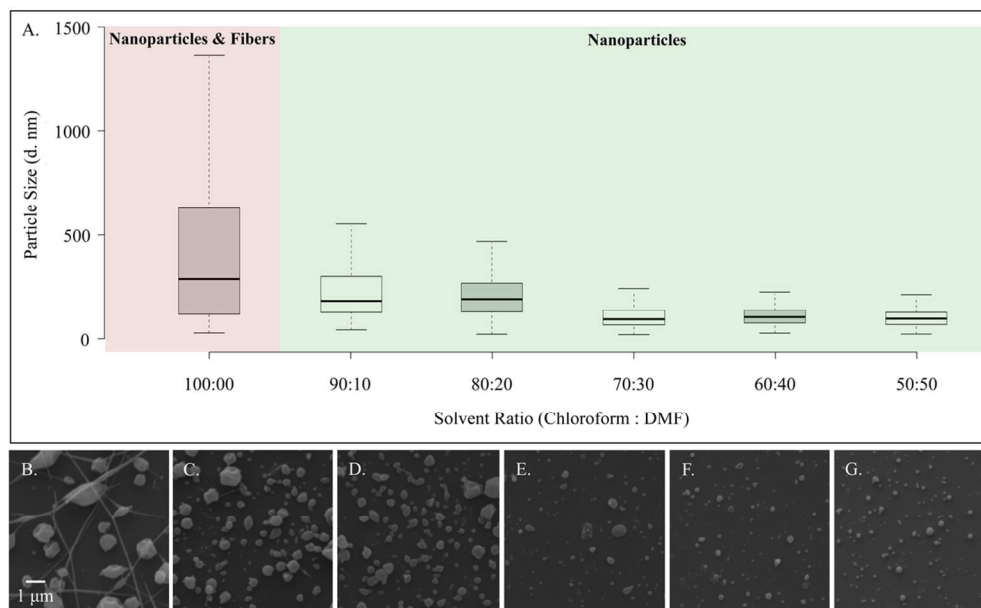 A.
Nanoparticles & Fibers
Nanoparticles
1500
1000
500
0
Particle Size (d. nm)
100:00 90:10 80:20 70:30 60:40 50:50
Solvent Ratio (Chloroform : DMF)
B. C. D. E. F. G.
1 μm